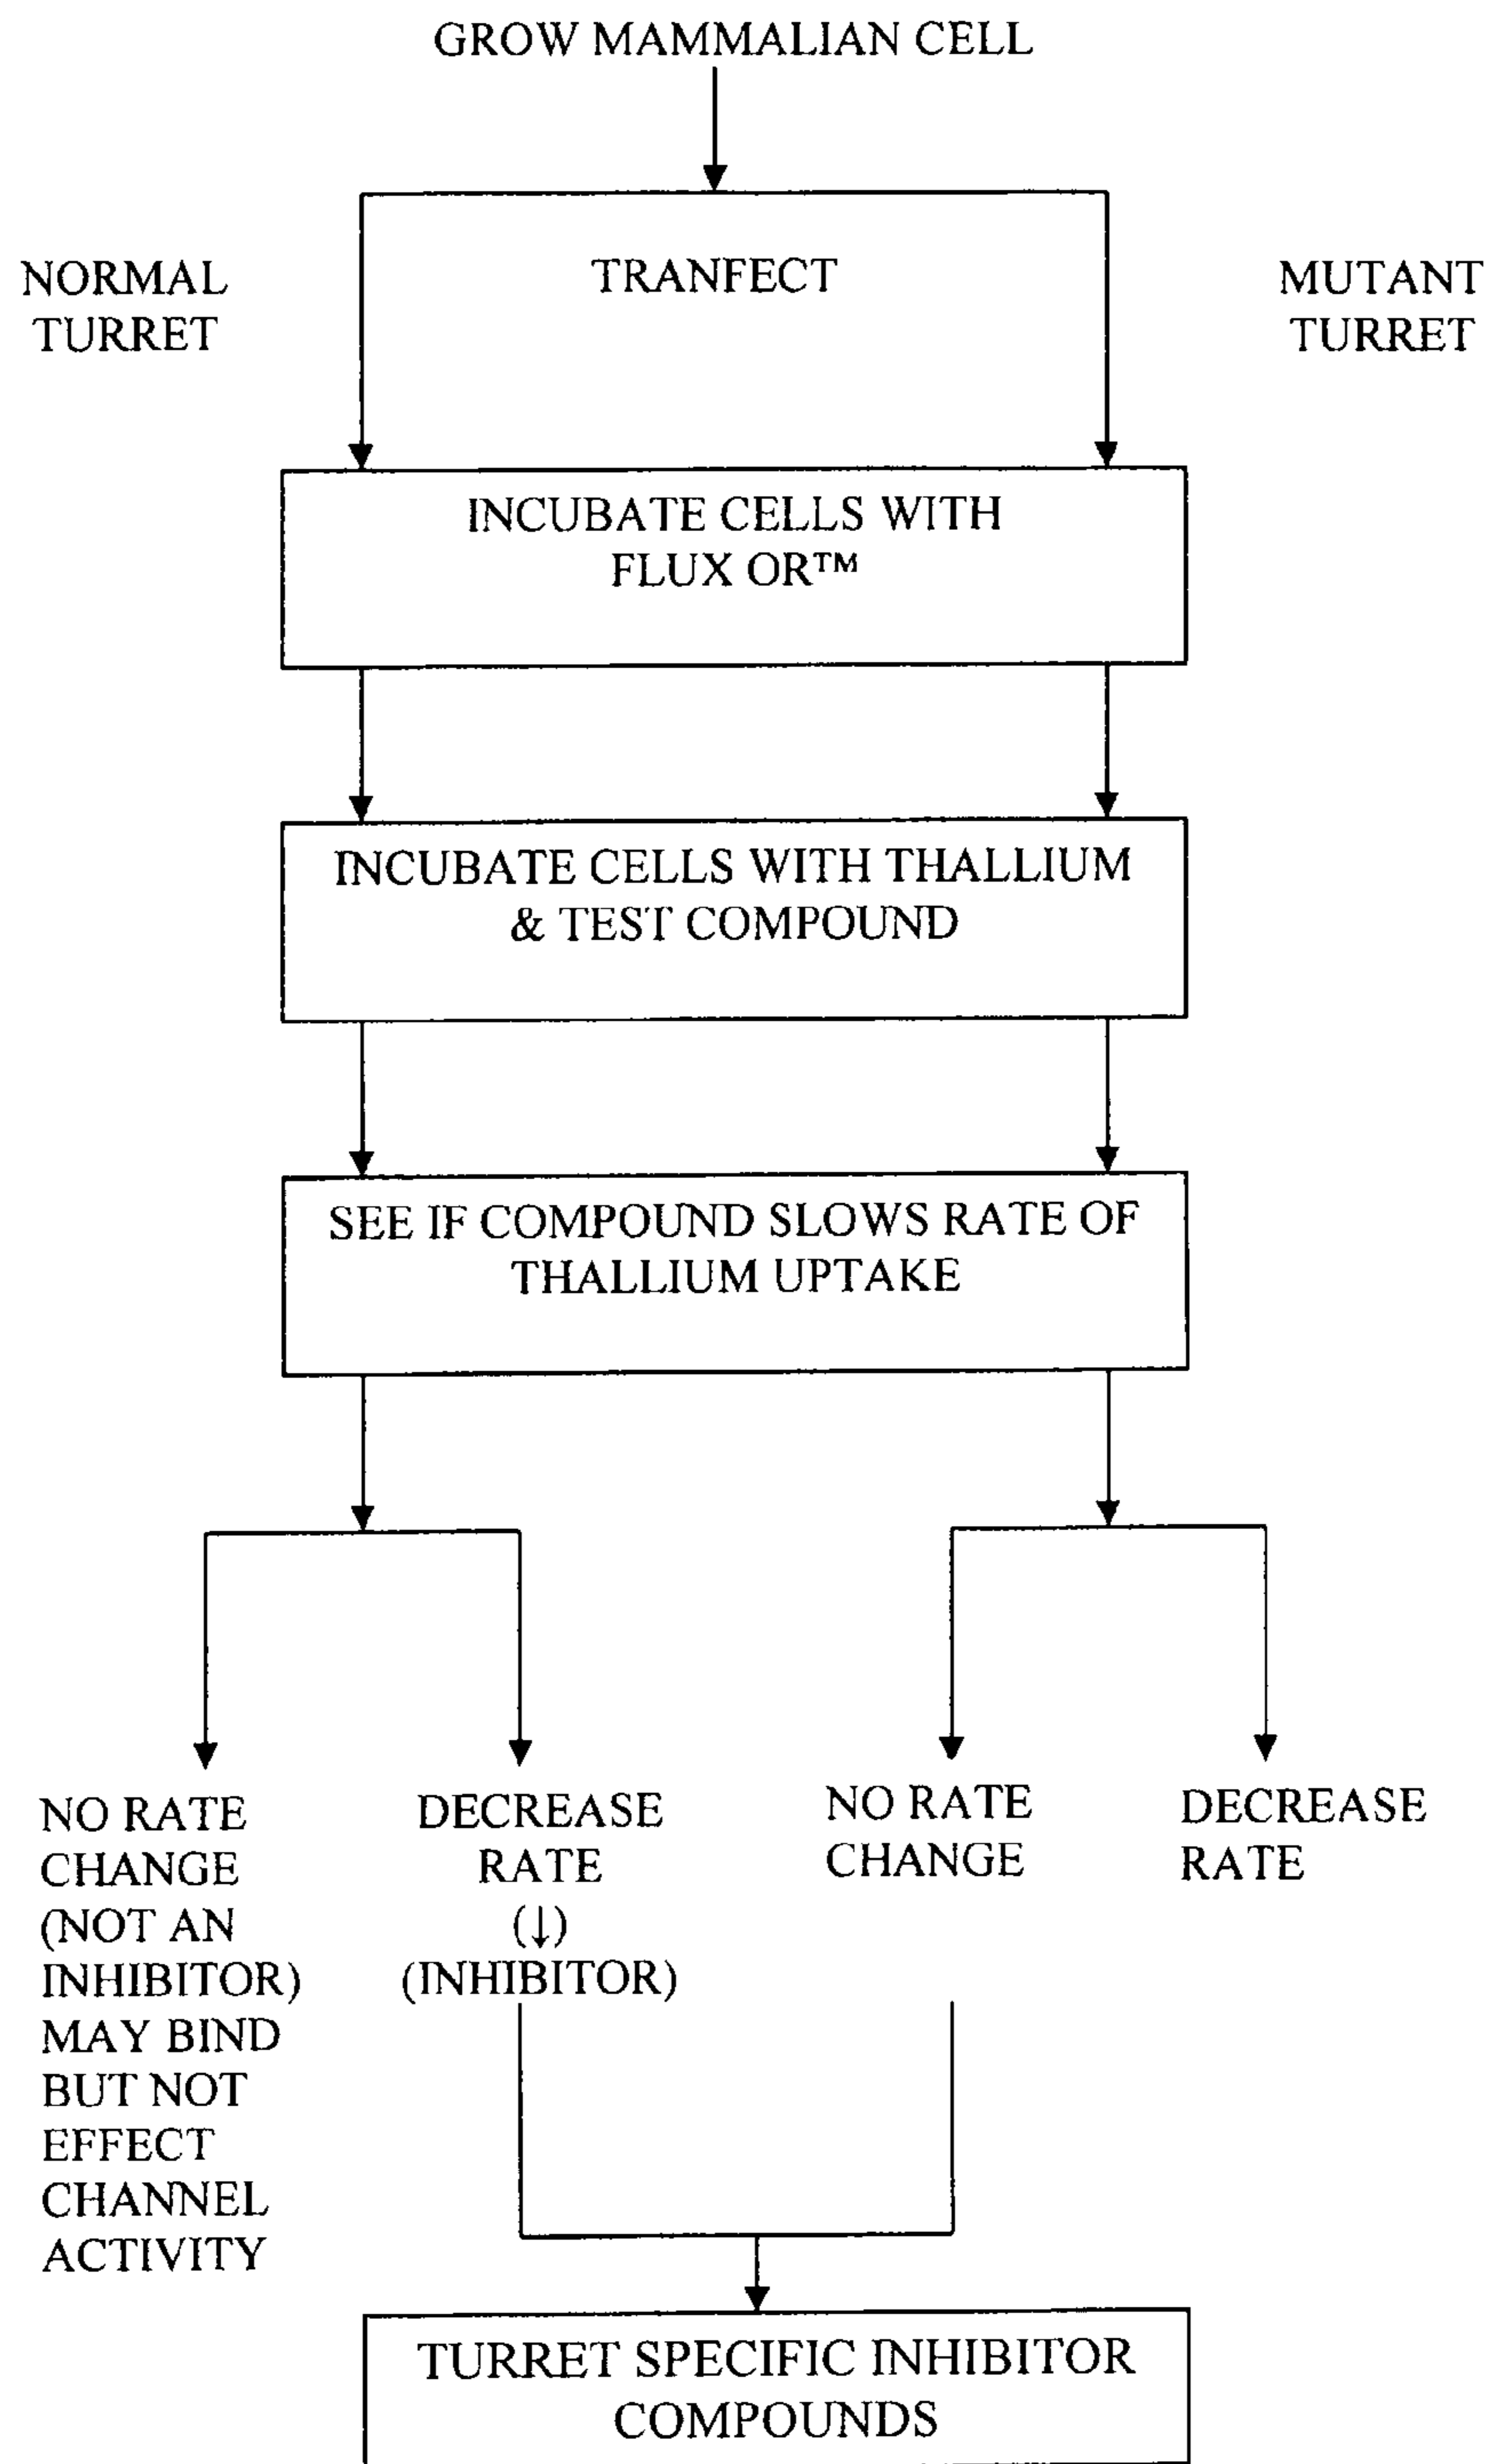 GROW MAMMALIAN CELL
NORMAL
TURRET
TRANFECT
MUTANT
TURRET
INCUBATE CELLS WITH
FLUX OR™
INCUBATE CELLS WITH THALLIUM
& TEST COMPOUND
SEE IF COMPOUND SLOWS RATE OF
THALLIUM UPTAKE
NO RATE
CHANGE
(NOT AN
INHIBITOR)
MAY BIND
BUT NOT
EFFECT
CHANNEL
ACTIVITY
DECREASE
RATE
(↓)
(INHIBITOR)
NO RATE
CHANGE
DECREASE
RATE
TURRET SPECIFIC INHIBITOR
COMPOUNDS